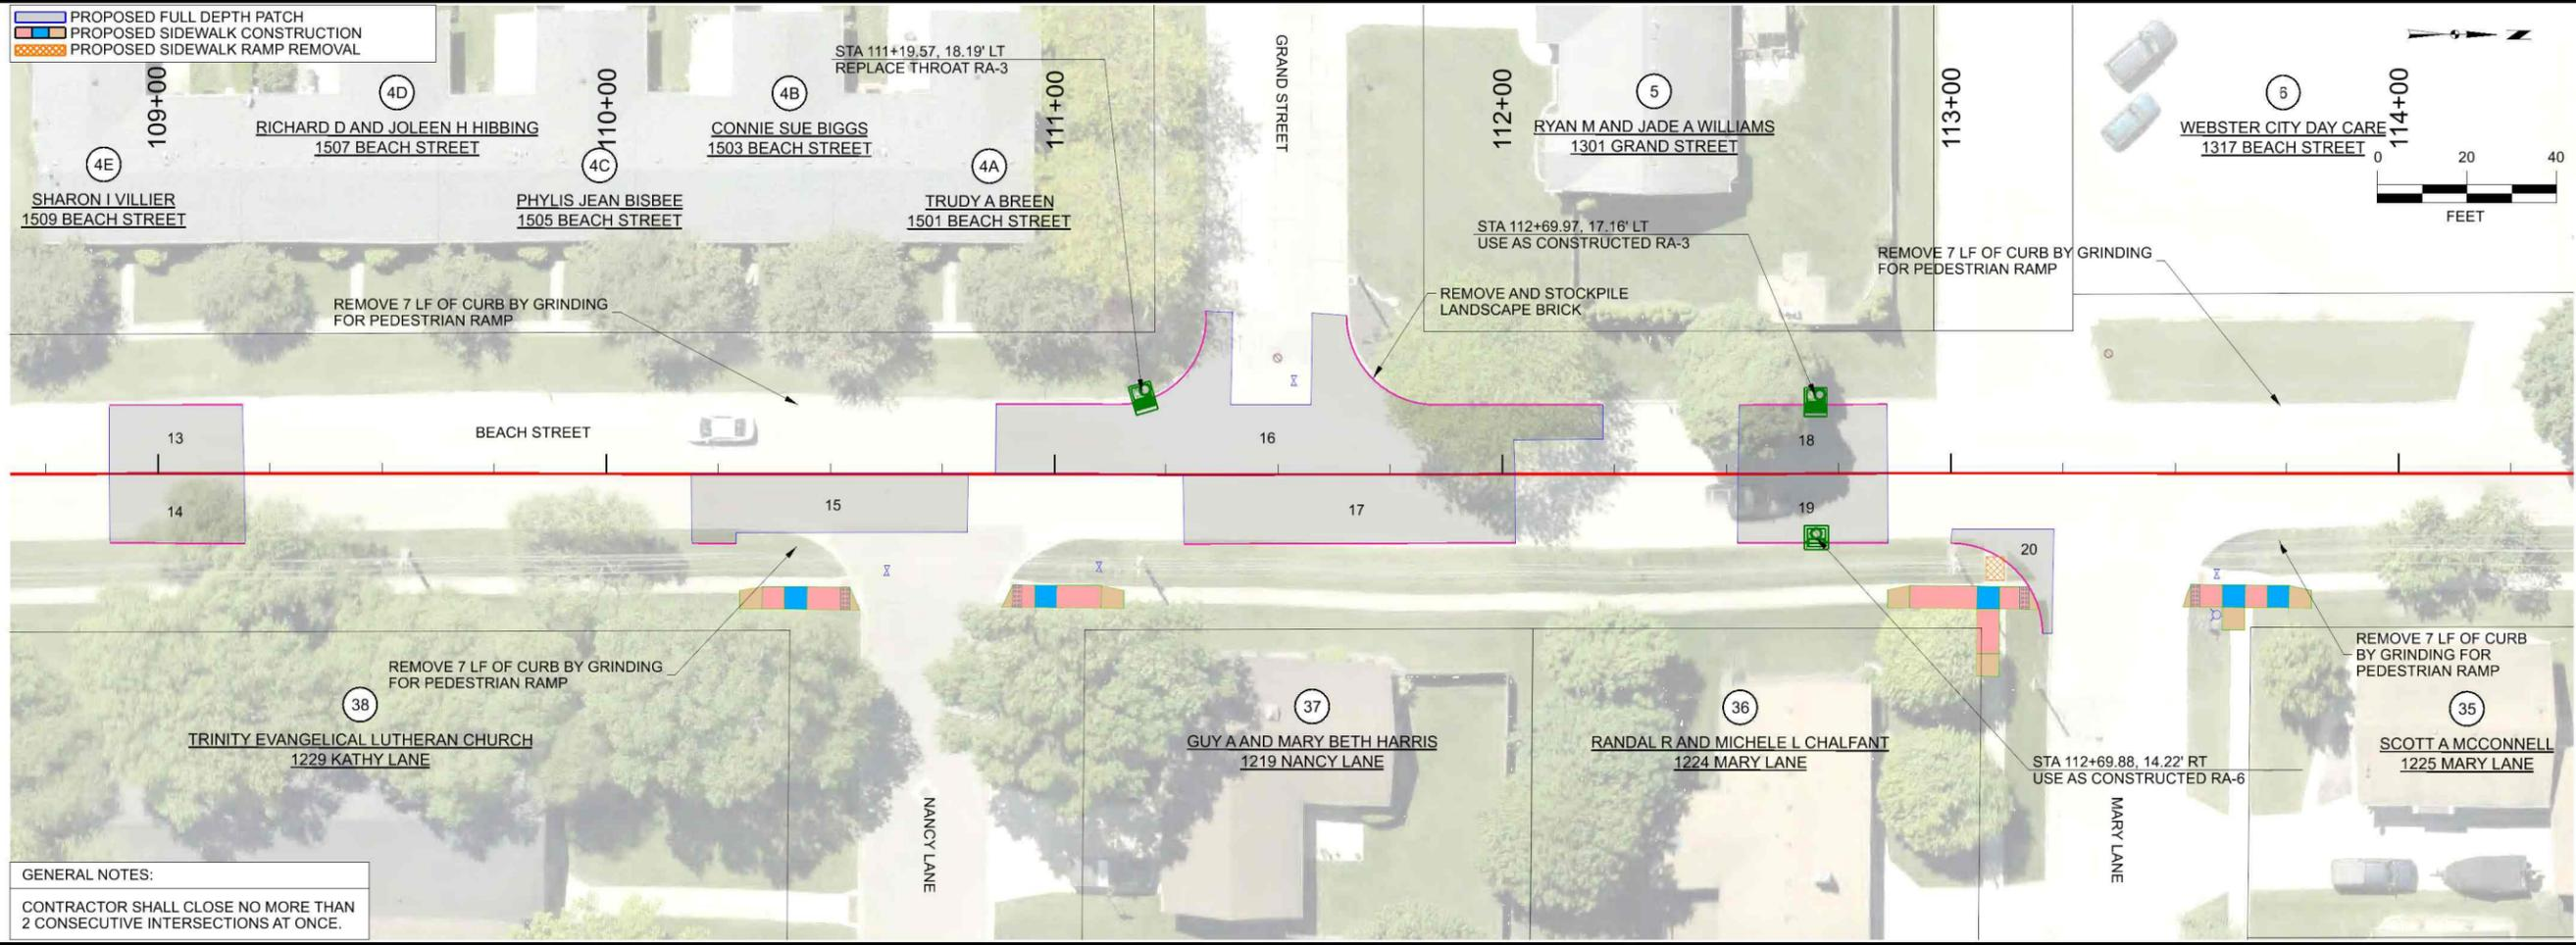 PROPOSED FULL DEPTH PATCH
PROPOSED SIDEWALK CONSTRUCTION
PROPOSED SIDEWALK RAMP REMOVAL
109+00
110+00
111+00
112+00
113+00
114+00
4E
SHARON I VILLIER
1509 BEACH STREET
4D
RICHARD D AND JOLEEN H HIBBING
1507 BEACH STREET
4C
PHYLIS JEAN BISBEE
1505 BEACH STREET
4B
CONNIE SUE BIGGS
1503 BEACH STREET
4A
TRUDY A BREEN
1501 BEACH STREET
STA 111+19.57, 18.19' LT
REPLACE THROAT RA-3
GRAND STREET
5
RYAN M AND JADE A WILLIAMS
1301 GRAND STREET
6
WEBSTER CITY DAY CARE
1317 BEACH STREET
Z
0 20 40
FEET
STA 112+69.97, 17.16' LT
USE AS CONSTRUCTED RA-3
REMOVE 7 LF OF CURB BY GRINDING
FOR PEDESTRIAN RAMP
REMOVE 7 LF OF CURB BY GRINDING
FOR PEDESTRIAN RAMP
REMOVE AND STOCKPILE
LANDSCAPE BRICK
BEACH STREET
13
14
15
16
17
18
19
20
REMOVE 7 LF OF CURB BY GRINDING
FOR PEDESTRIAN RAMP
REMOVE 7 LF OF CURB
BY GRINDING FOR
PEDESTRIAN RAMP
38
TRINITY EVANGELICAL LUTHERAN CHURCH
1229 KATHY LANE
NANCY LANE
37
GUY A AND MARY BETH HARRIS
1219 NANCY LANE
36
RANDAL R AND MICHELE L CHALFANT
1224 MARY LANE
STA 112+69.88, 14.22' RT
USE AS CONSTRUCTED RA-6
MARY LANE
35
SCOTT A MCCONNELL
1225 MARY LANE
GENERAL NOTES:
CONTRACTOR SHALL CLOSE NO MORE THAN
2 CONSECUTIVE INTERSECTIONS AT ONCE.